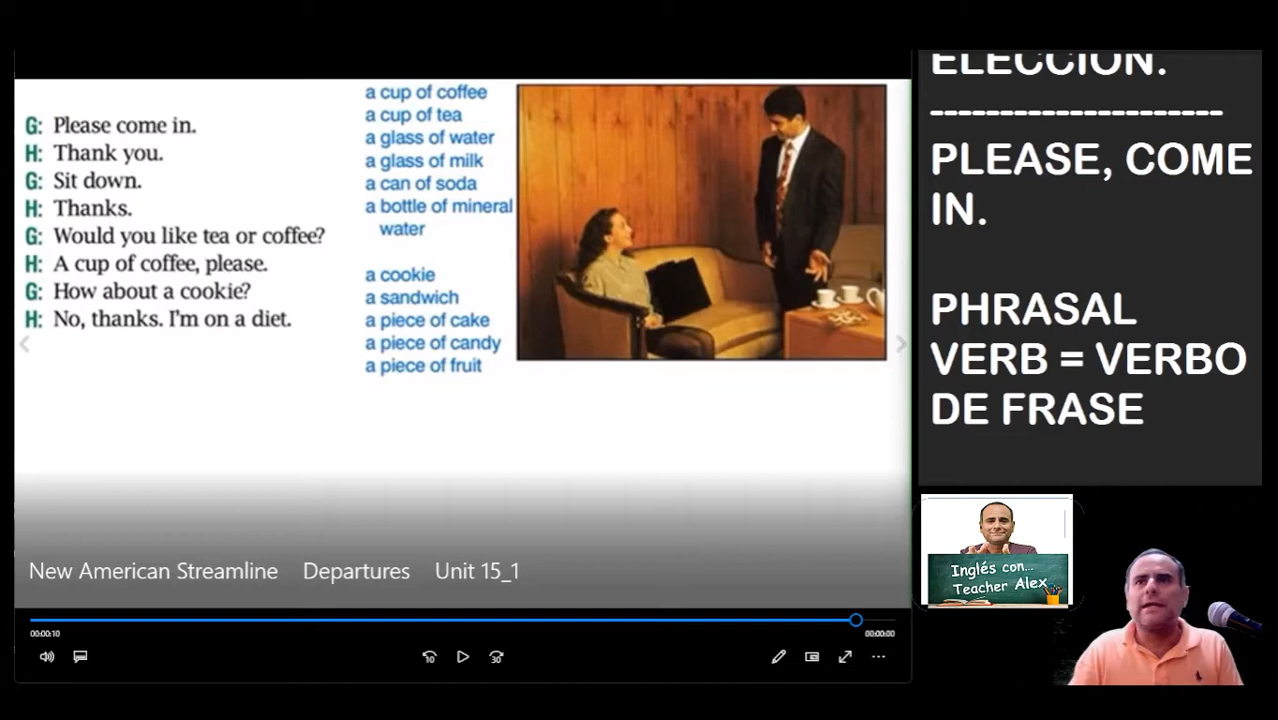 G: Please come in.
H: Thank you.
G: Sit down.
H: Thanks.
G: Would you like tea or coffee?
H: A cup of coffee, please.
G: How about a cookie?
H: No, thanks. I'm on a diet.
a cup of coffee
a cup of tea
a glass of water
a glass of milk
a can of soda
a bottle of mineral
water
a cookie
a sandwich
a piece of cake
a piece of candy
a piece of fruit
ELECCIÓN.
----------------------
PLEASE, COME
IN.
PHRASAL
VERB = VERBO
DE FRASE
Inglés con...
Teacher Alex
New American Streamline Departures Unit 15_1
00:00:10
00:00:00
10
30